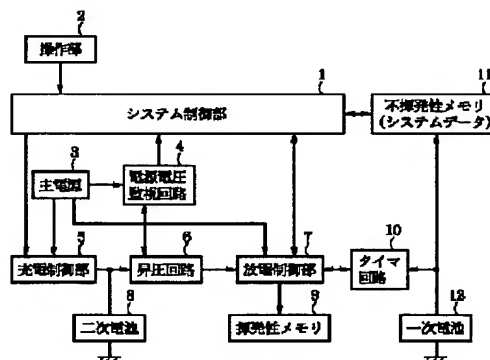 2
操作部
1
システム制御部
11
不揮発性メモリ
(システムデータ)
3
主電源
4
電源電圧
監視回路
5
充電制御部
6
昇圧回路
7
放電制御部
10
タイマ
回路
8
二次電池
9
揮発性メモリ
12
一次電池